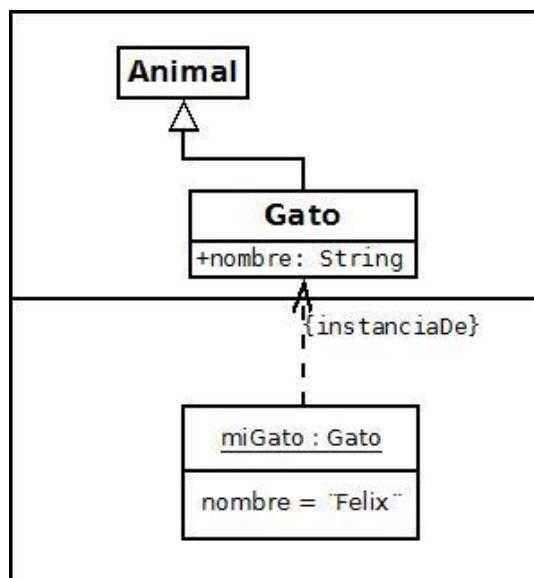 Animal
Gato
+nombre: String
{instanciaDe}
miGato : Gato
nombre = ¨Felix¨